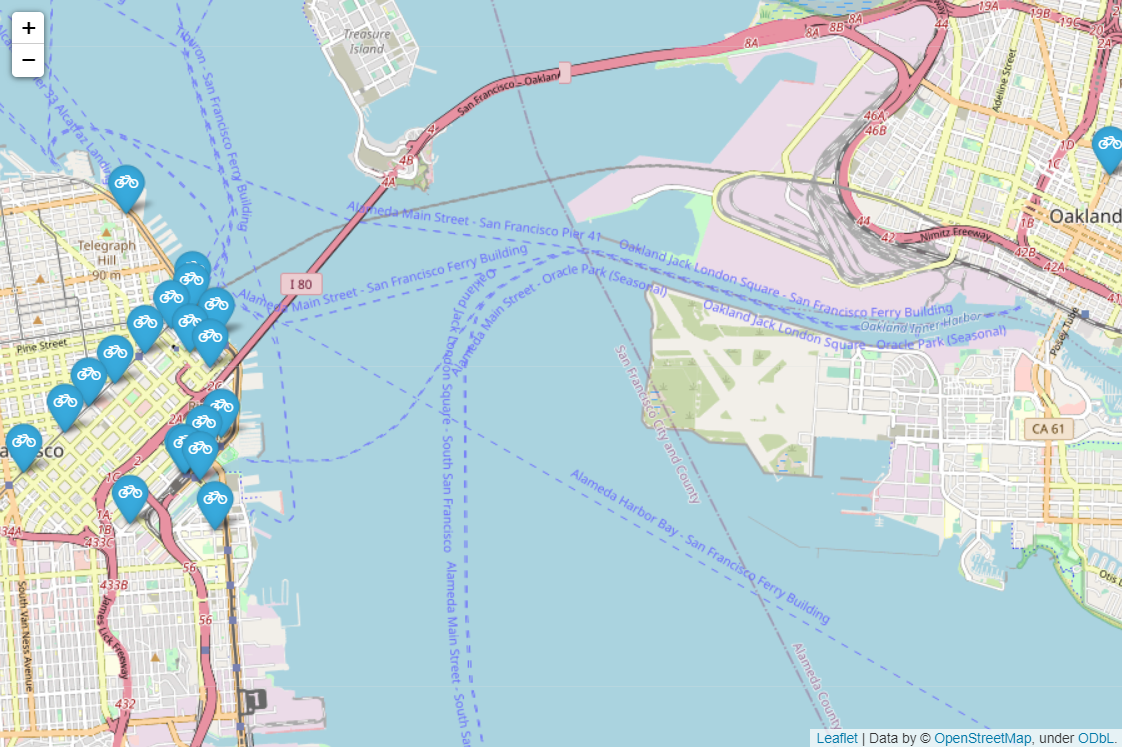 +
−
Treasure
Island
San Francisco – Oakland
8A
8A
8B
8A
44
19A
19B
19C
20
2A
46A
46B
Adeline Street
1D
1C
1B
Oakland
44
42
Nimitz Freeway
42B
42A
41
4
4B
4A
I 80
Tiburon - San Francisco Ferry Building
Alameda Main Street - San Francisco Pier 41
Alameda Main Street - San Francisco Ferry Building
Oakland Jack London Square - San Francisco Ferry Building
Oakland Jack London Square - Oracle Park (Seasonal)
Alameda Main Street - Oracle Park (Seasonal)
Oakland Jack London Square - South San Francisco
Alameda Main Street - South Sa
Oakland Inner Harbor
Posey Tube
Telegraph
Hill
90 m
Pine Street
2C
2A
2
1C
1A
1B
434A
433C
433B
56
56
432
South Van Ness Avenue
James Lick Freeway
San Francisco City and County
Alameda County
Alameda Harbor Bay - San Francisco Ferry Building
CA 61
Otis
Leaflet | Data by © OpenStreetMap, under ODbL.